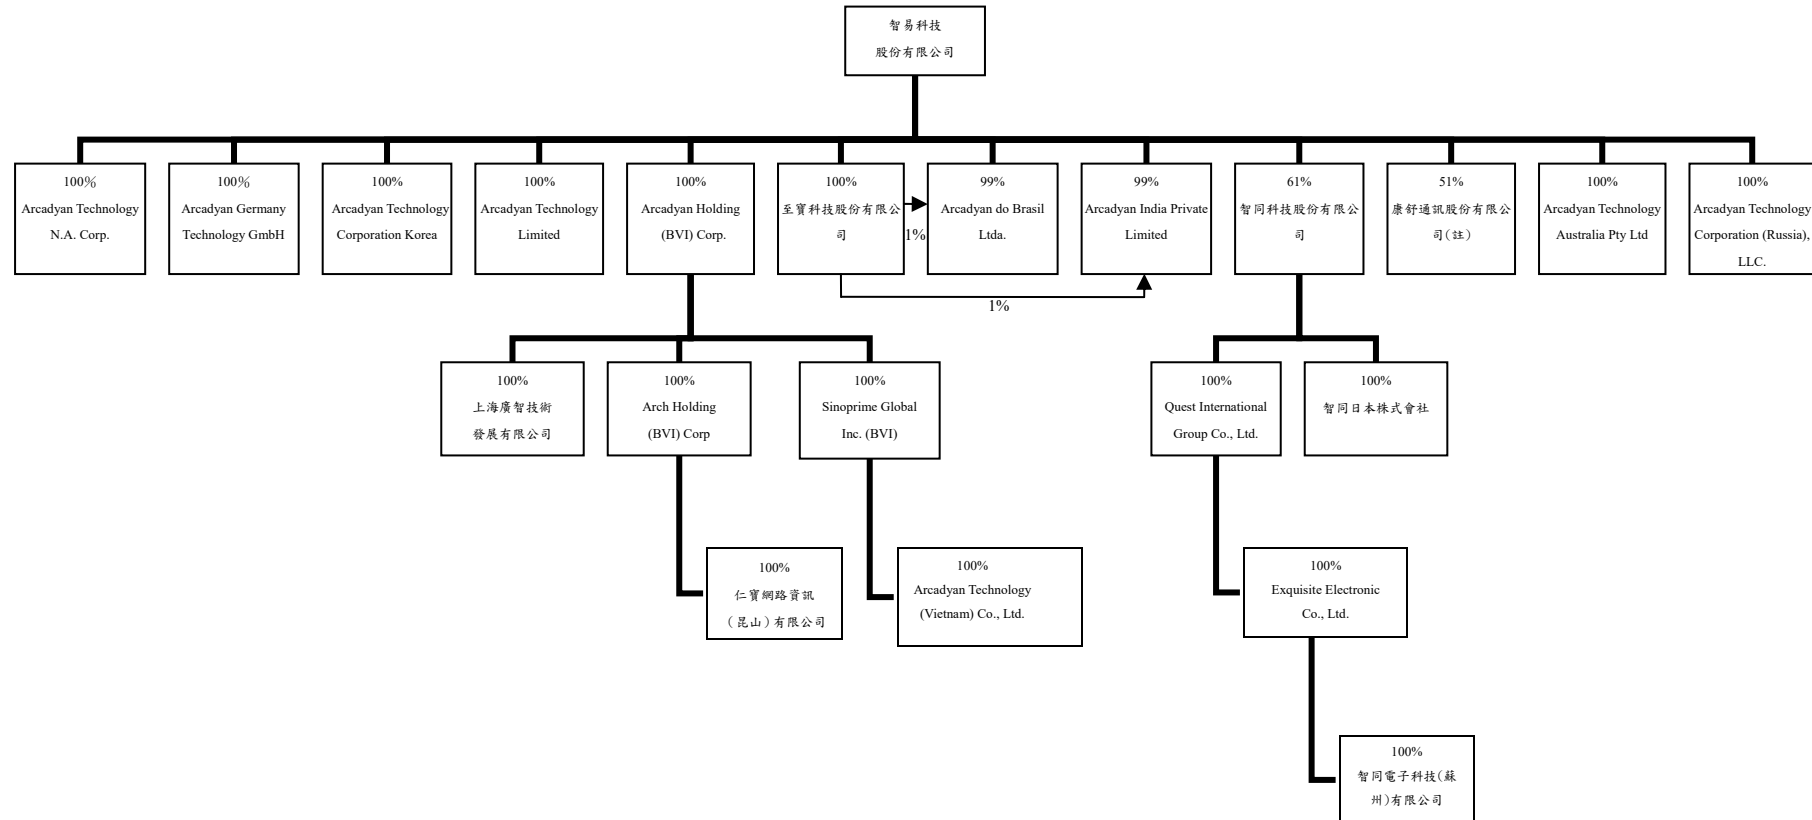 智易科技
股份有限公司
100%
Arcadyan Technology
N.A. Corp.
100%
Arcadyan Germany
Technology GmbH
100%
Arcadyan Technology
Corporation Korea
100%
Arcadyan Technology
Limited
100%
Arcadyan Holding
(BVI) Corp.
100%
至寶科技股份有限公
司
1%
99%
Arcadyan do Brasil
Ltda.
99%
Arcadyan India Private
Limited
61%
智同科技股份有限公
司
51%
康舒通訊股份有限公
司(註)
100%
Arcadyan Technology
Australia Pty Ltd
100%
Arcadyan Technology
Corporation (Russia),
LLC.
1%
100%
上海廣智技術
發展有限公司
100%
Arch Holding
(BVI) Corp
100%
Sinoprime Global
Inc. (BVI)
100%
Quest International
Group Co., Ltd.
100%
智同日本株式會社
100%
仁寶網路資訊
(昆山)有限公司
100%
Arcadyan Technology
(Vietnam) Co., Ltd.
100%
Exquisite Electronic
Co., Ltd.
100%
智同電子科技(蘇
州)有限公司